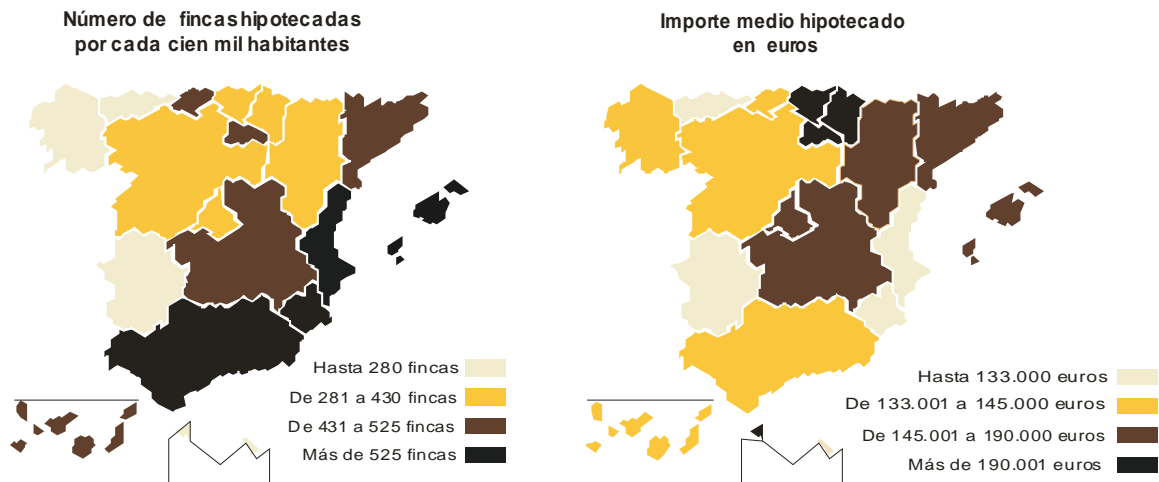 Número de fincas hipotecadas
por cada cien mil habitantes
Hasta 280 fincas
De 281 a 430 fincas
De 431 a 525 fincas
Más de 525 fincas
Importe medio hipotecado
en euros
Hasta 133.000 euros
De 133.001 a 145.000 euros
De 145.001 a 190.000 euros
Más de 190.001 euros